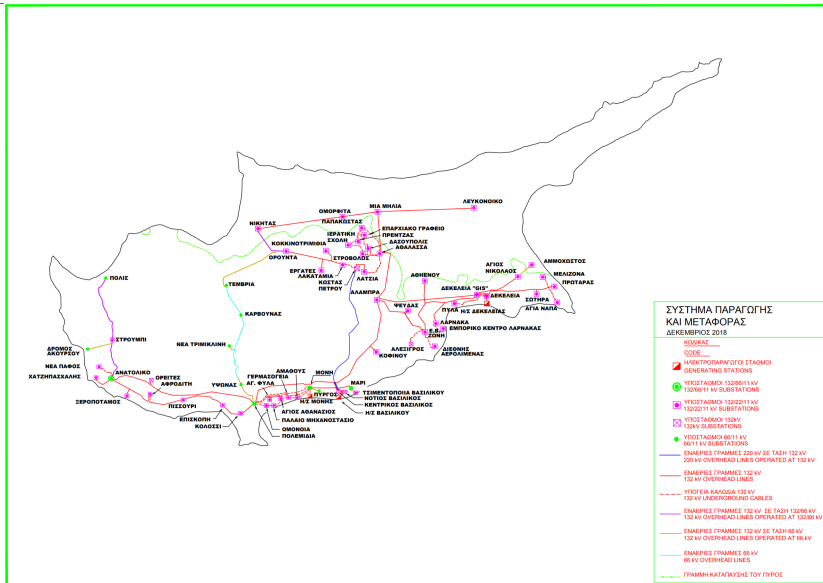 ΛΕΥΚΟΝΟΙΚΟ
ΜΙΑ ΜΗΛΙΑ
ΟΜΟΡΦΙΤΑ
ΠΑΠΑΚΩΣΤΑΣ
ΝΙΚΗΤΑΣ
ΕΠΑΡΧΙΑΚΟ ΓΡΑΦΕΙΟ
ΙΕΡΑΤΙΚΗ
ΣΧΟΛΗ
ΠΡΕΝΤΖΑΣ
ΚΟΚΚΙΝΟΤΡΙΜΙΘΙΑ
ΔΑΣΟΥΠΟΛΙΣ
ΑΘΑΛΑΣΣΑ
ΟΡΟΥΝΤΑ
ΣΤΡΟΒΟΛΟΣ
ΕΡΓΑΤΕΣ
ΛΑΚΑΤΑΜΙΑ
ΛΑΤΣΙΑ
ΚΩΣΤΑΣ
ΠΕΤΡΟΥ
ΑΓΙΟΣ
ΝΙΚΟΛΑΟΣ
ΑΜΜΟΧΩΣΤΟΣ
ΑΘΗΕΝΟΥ
ΜΕΛΙΖΟΝΑ
ΠΡΟΤΑΡΑΣ
ΠΟΛΙΣ
ΤΕΜΒΡΙΑ
ΑΛΑΜΠΡΑ
ΔΕΚΕΛΕΙΑ "GIS"
ΔΕΚΕΛΕΙΑ
ΣΩΤΗΡΑ
ΑΓΙΑ ΝΑΠΑ
ΨΕΥΔΑΣ
ΠΥΛΑ
Η/Σ ΔΕΚΕΛΕΙΑΣ
ΚΑΡΒΟΥΝΑΣ
ΛΑΡΝΑΚΑ
ΕΜΠΟΡΙΚΟ ΚΕΝΤΡΟ ΛΑΡΝΑΚΑΣ
ΖΩΝΗ
ΣΤΡΟΥΜΠΙ
ΝΕΑ ΤΡΙΜΙΚΛΙΝΗ
ΑΛΕΞΙΓΡΟΣ
ΔΙΕΘΝΗΣ
ΑΕΡΟΛΙΜΕΝΑΣ
ΚΟΦΙΝΟΥ
ΔΡΟΜΟΣ
ΑΚΟΥΡΣΟΥ
ΝΕΑ ΠΑΦΟΣ
ΑΝΑΤΟΛΙΚΟ
ΧΑΤΖΗΠΑΣΧΑΛΗΣ
ΟΡΕΙΤΕΣ
ΑΦΡΟΔΙΤΗ
ΞΕΡΟΠΟΤΑΜΟΣ
ΠΙΣΣΟΥΡΙ
ΕΠΙΣΚΟΠΗ
ΚΟΛΟΣΣΙ
ΥΨΩΝΑΣ
ΑΜΑΘΟΥΣ
ΓΕΡΜΑΣΟΓΕΙΑ
ΑΓ. ΦΥΛΑ
ΜΟΝΗ
ΜΑΡΙ
ΤΣΙΜΕΝΤΟΠΟΙΙΑ ΒΑΣΙΛΙΚΟΥ
ΝΟΤΙΟΣ ΒΑΣΙΛΙΚΟΣ
ΚΕΝΤΡΙΚΟΣ ΒΑΣΙΛΙΚΟΣ
Η/Σ ΒΑΣΙΛΙΚΟΥ
ΠΥΡΓΟΣ
Η/Σ ΜΟΝΗΣ
ΑΓΙΟΣ ΑΘΑΝΑΣΙΟΣ
ΠΑΛΑΙΟ ΜΗΧΑΝΟΣΤΑΣΙΟ
ΟΜΟΝΟΙΑ
ΠΟΛΕΜΙΔΙΑ
ΣΥΣΤΗΜΑ ΠΑΡΑΓΩΓΗΣ
ΚΑΙ ΜΕΤΑΦΟΡΑΣ
ΔΕΚΕΜΒΡΙΟΣ 2018
ΚΩΔΙΚΑΣ
CODE
ΗΛΕΚΤΡΟΠΑΡΑΓΟΙ ΣΤΑΘΜΟΙ
GENERATING STATIONS
ΥΠΟΣΤΑΘΜΟΙ 132/66/11 kV
132/66/11 kV SUBSTATIONS
ΥΠΟΣΤΑΘΜΟΙ 132/22/11 kV
132/22/11 kV SUBSTATIONS
ΥΠΟΣΤΑΘΜΟΙ 132kV
132kV SUBSTATIONS
ΥΠΟΣΤΑΘΜΟΙ 66/11 kV
66/11 kV SUBSTATIONS
ΕΝΑΕΡΙΕΣ ΓΡΑΜΜΕΣ 220 kV ΣΕ ΤΑΣΗ 132 kV
220 kV OVERHEAD LINES OPERATED AT 132 kV
ΕΝΑΕΡΙΕΣ ΓΡΑΜΜΕΣ 132 kV
132 kV OVERHEAD LINES
ΥΠΟΓΕΙΑ ΚΑΛΩΔΙΑ 132 kV
132 kV UNDERGROUND CABLES
ΕΝΑΕΡΙΕΣ ΓΡΑΜΜΕΣ 132 kV ΣΕ ΤΑΣΗ 132/66 kV
132 kV OVERHEAD LINES OPERATED AT 132/66 kV
ΕΝΑΕΡΙΕΣ ΓΡΑΜΜΕΣ 132 kV ΣΕ ΤΑΣΗ 66 kV
132 kV OVERHEAD LINES OPERATED AT 66 kV
ΕΝΑΕΡΙΕΣ ΓΡΑΜΜΕΣ 66 kV
66 kV OVERHEAD LINES
ΓΡΑΜΜΗ ΚΑΤΑΠΑΥΣΗΣ ΤΟΥ ΠΥΡΟΣ